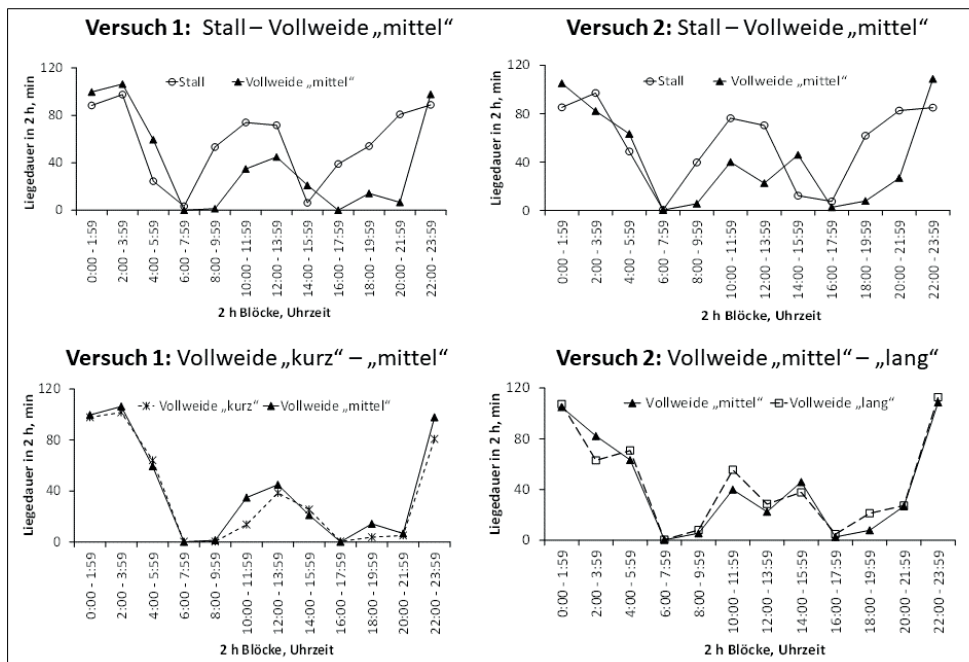 Versuch 1: Stall – Vollweide „mittel“
Liegedauer in 2 h, min
120
80
40
0
Stall
Vollweide „mittel“
0:00 - 1:59
2:00 - 3:59
4:00 - 5:59
6:00 - 7:59
8:00 - 9:59
10:00 - 11:59
12:00 - 13:59
14:00 - 15:59
16:00 - 17:59
18:00 - 19:59
20:00 - 21:59
22:00 - 23:59
2 h Blöcke, Uhrzeit
Versuch 2: Stall – Vollweide „mittel“
Liegedauer in 2 h, min
120
80
40
0
Stall
Vollweide „mittel“
0:00 - 1:59
2:00 - 3:59
4:00 - 5:59
6:00 - 7:59
8:00 - 9:59
10:00 - 11:59
12:00 - 13:59
14:00 - 15:59
16:00 - 17:59
18:00 - 19:59
20:00 - 21:59
22:00 - 23:59
2 h Blöcke, Uhrzeit
Versuch 1: Vollweide „kurz“ – „mittel“
Liegedauer in 2 h, min
120
80
40
0
Vollweide „kurz“
Vollweide „mittel“
0:00 - 1:59
2:00 - 3:59
4:00 - 5:59
6:00 - 7:59
8:00 - 9:59
10:00 - 11:59
12:00 - 13:59
14:00 - 15:59
16:00 - 17:59
18:00 - 19:59
20:00 - 21:59
22:00 - 23:59
2 h Blöcke, Uhrzeit
Versuch 2: Vollweide „mittel“ – „lang“
Liegedauer in 2 h, min
120
80
40
0
Vollweide „mittel“
Vollweide „lang“
0:00 - 1:59
2:00 - 3:59
4:00 - 5:59
6:00 - 7:59
8:00 - 9:59
10:00 - 11:59
12:00 - 13:59
14:00 - 15:59
16:00 - 17:59
18:00 - 19:59
20:00 - 21:59
22:00 - 23:59
2 h Blöcke, Uhrzeit